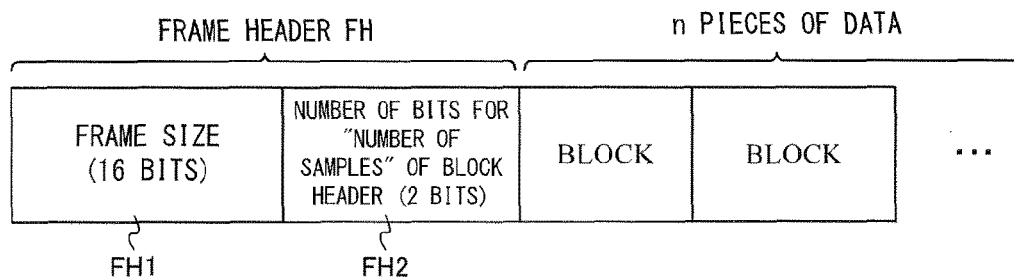 FRAME HEADER FH
n PIECES OF DATA
FRAME SIZE
(16 BITS)
NUMBER OF BITS FOR
"NUMBER OF
SAMPLES" OF BLOCK
HEADER (2 BITS)
BLOCK
BLOCK
...
FH1
FH2